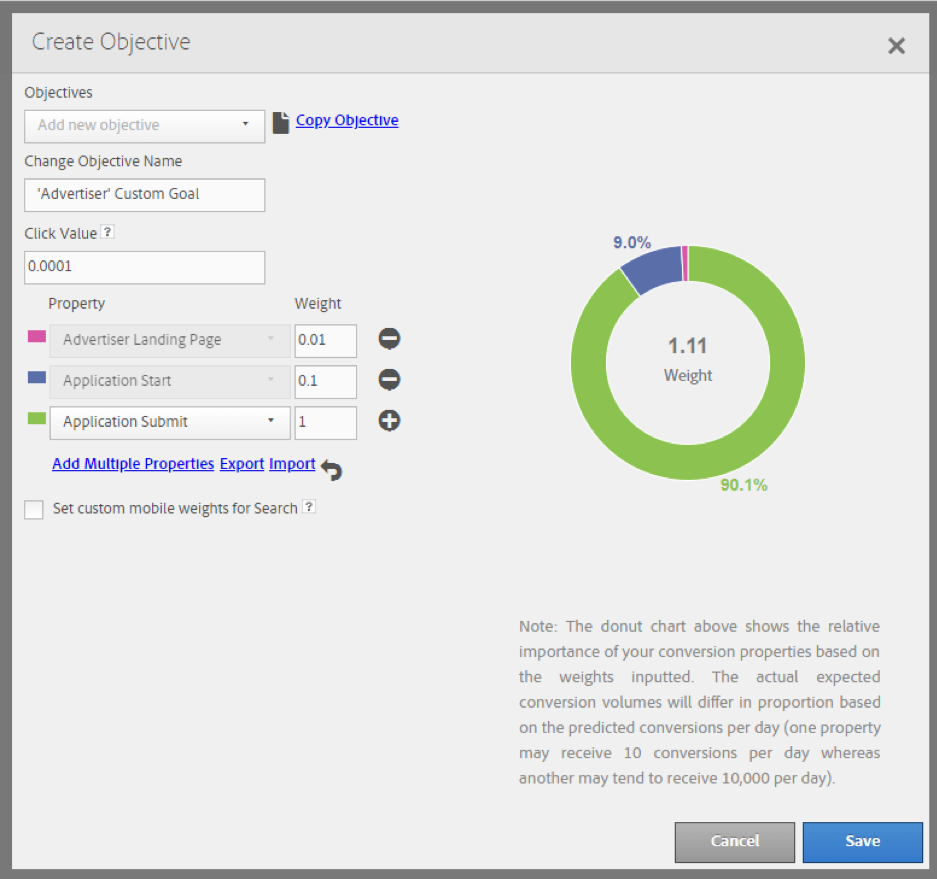 Create Objective
Objectives
Add new objective
Copy Objective
Change Objective Name
'Advertiser' Custom Goal
Click Value ?
0.0001
Property Weight
Advertiser Landing Page 0.01
Application Start 0.1
Application Submit 1
Add Multiple Properties Export Import
Set custom mobile weights for Search ?
9.0%
1.11
Weight
90.1%
Note: The donut chart above shows the relative
importance of your conversion properties based on
the weights inputted. The actual expected
conversion volumes will differ in proportion based
on the predicted conversions per day (one property
may receive 10 conversions per day whereas
another may tend to receive 10,000 per day).
Cancel Save